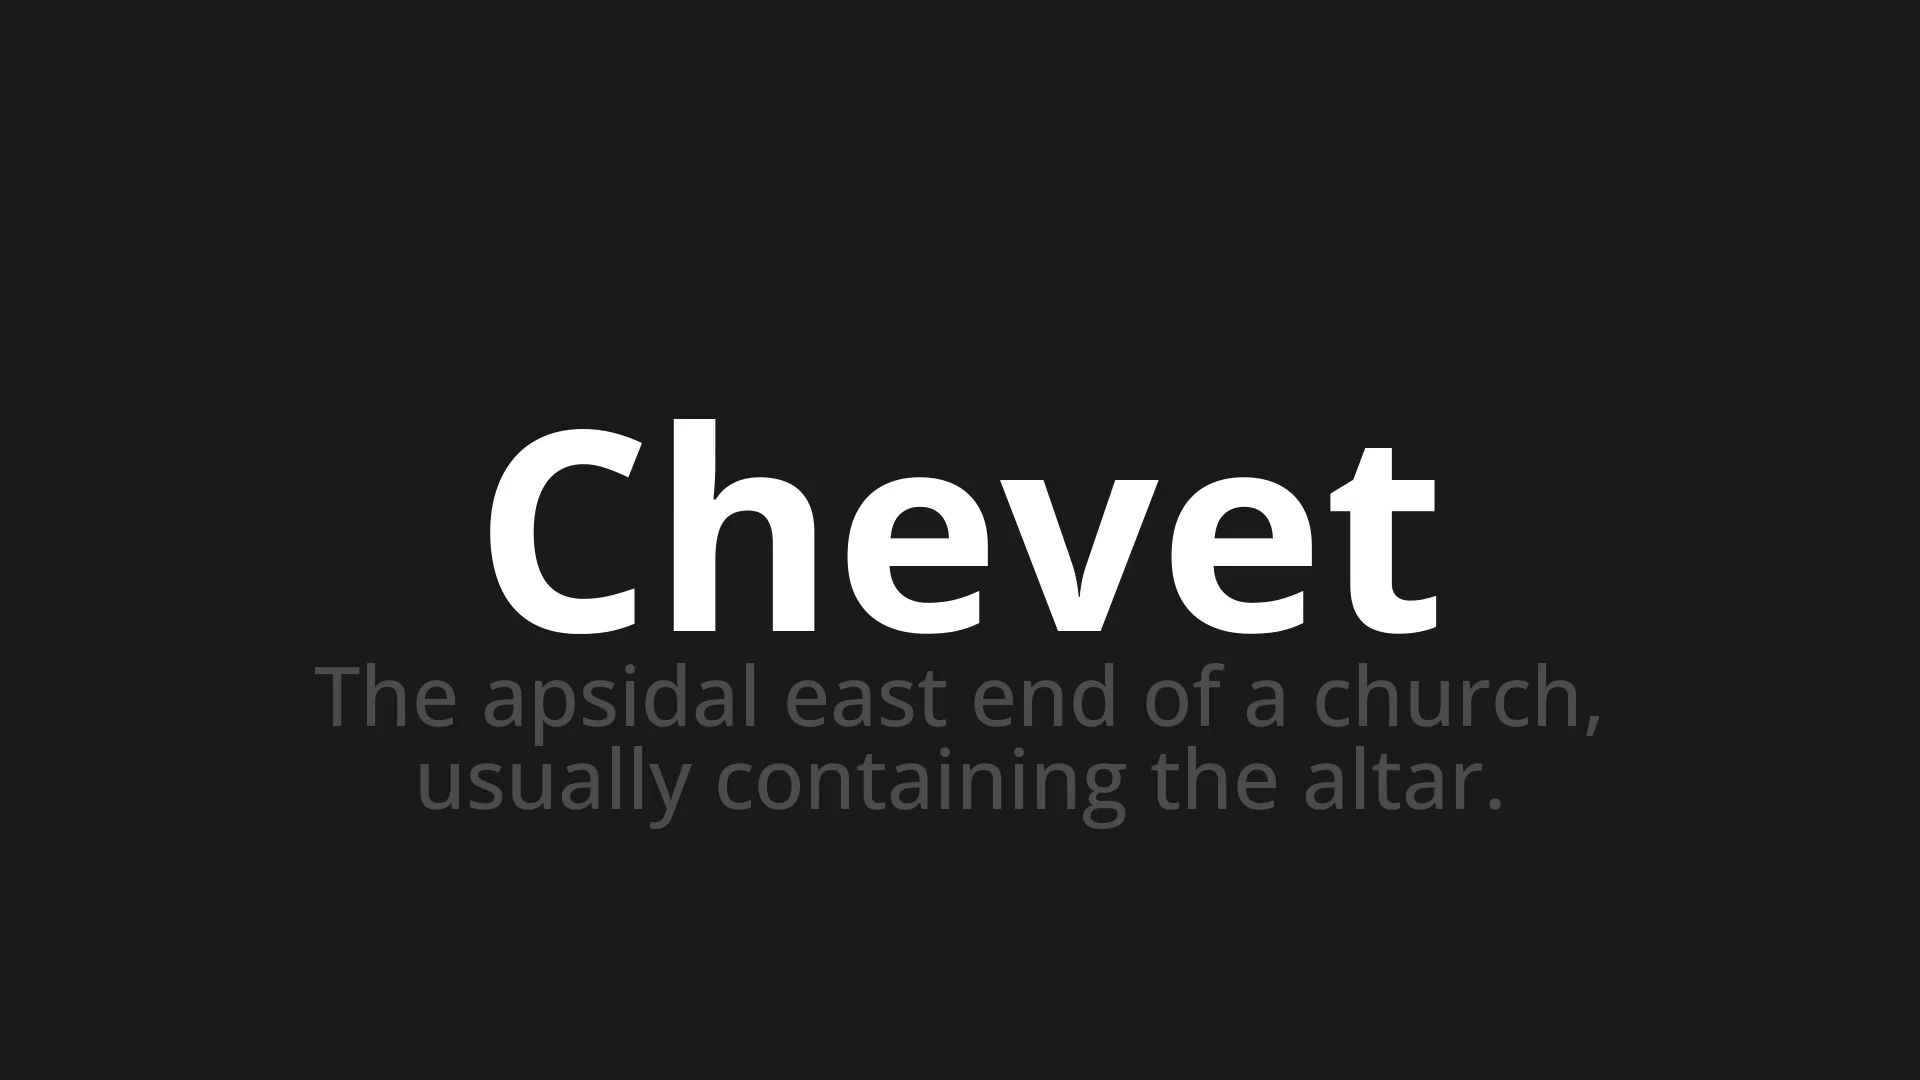 Chevet
The apsidal east end of a church,
usually containing the altar.